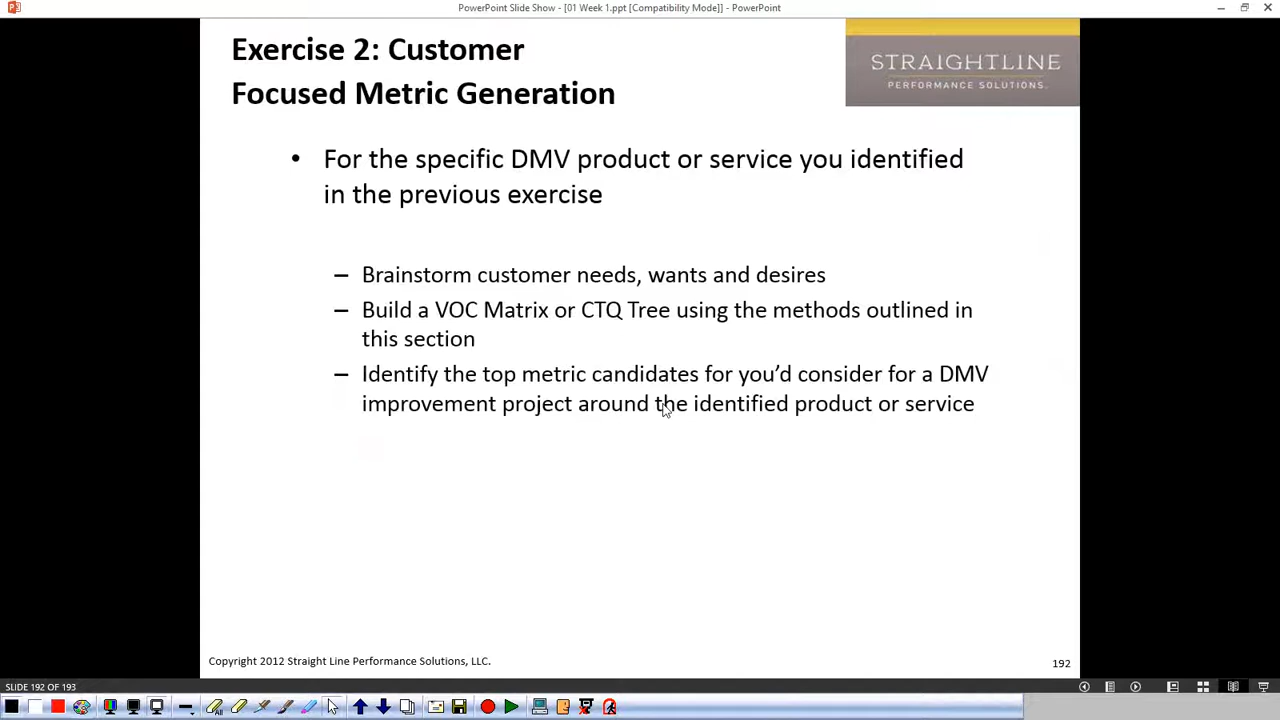 PowerPoint Slide Show - [01 Week 1.ppt [Compatibility Mode]] - PowerPoint
Exercise 2: Customer
Focused Metric Generation
STRAIGHTLINE
PERFORMANCE SOLUTIONS.
• For the specific DMV product or service you identified
in the previous exercise
– Brainstorm customer needs, wants and desires
– Build a VOC Matrix or CTQ Tree using the methods outlined in
this section
– Identify the top metric candidates for you’d consider for a DMV
improvement project around the identified product or service
Copyright 2012 Straight Line Performance Solutions, LLC.
192
SLIDE 192 OF 193